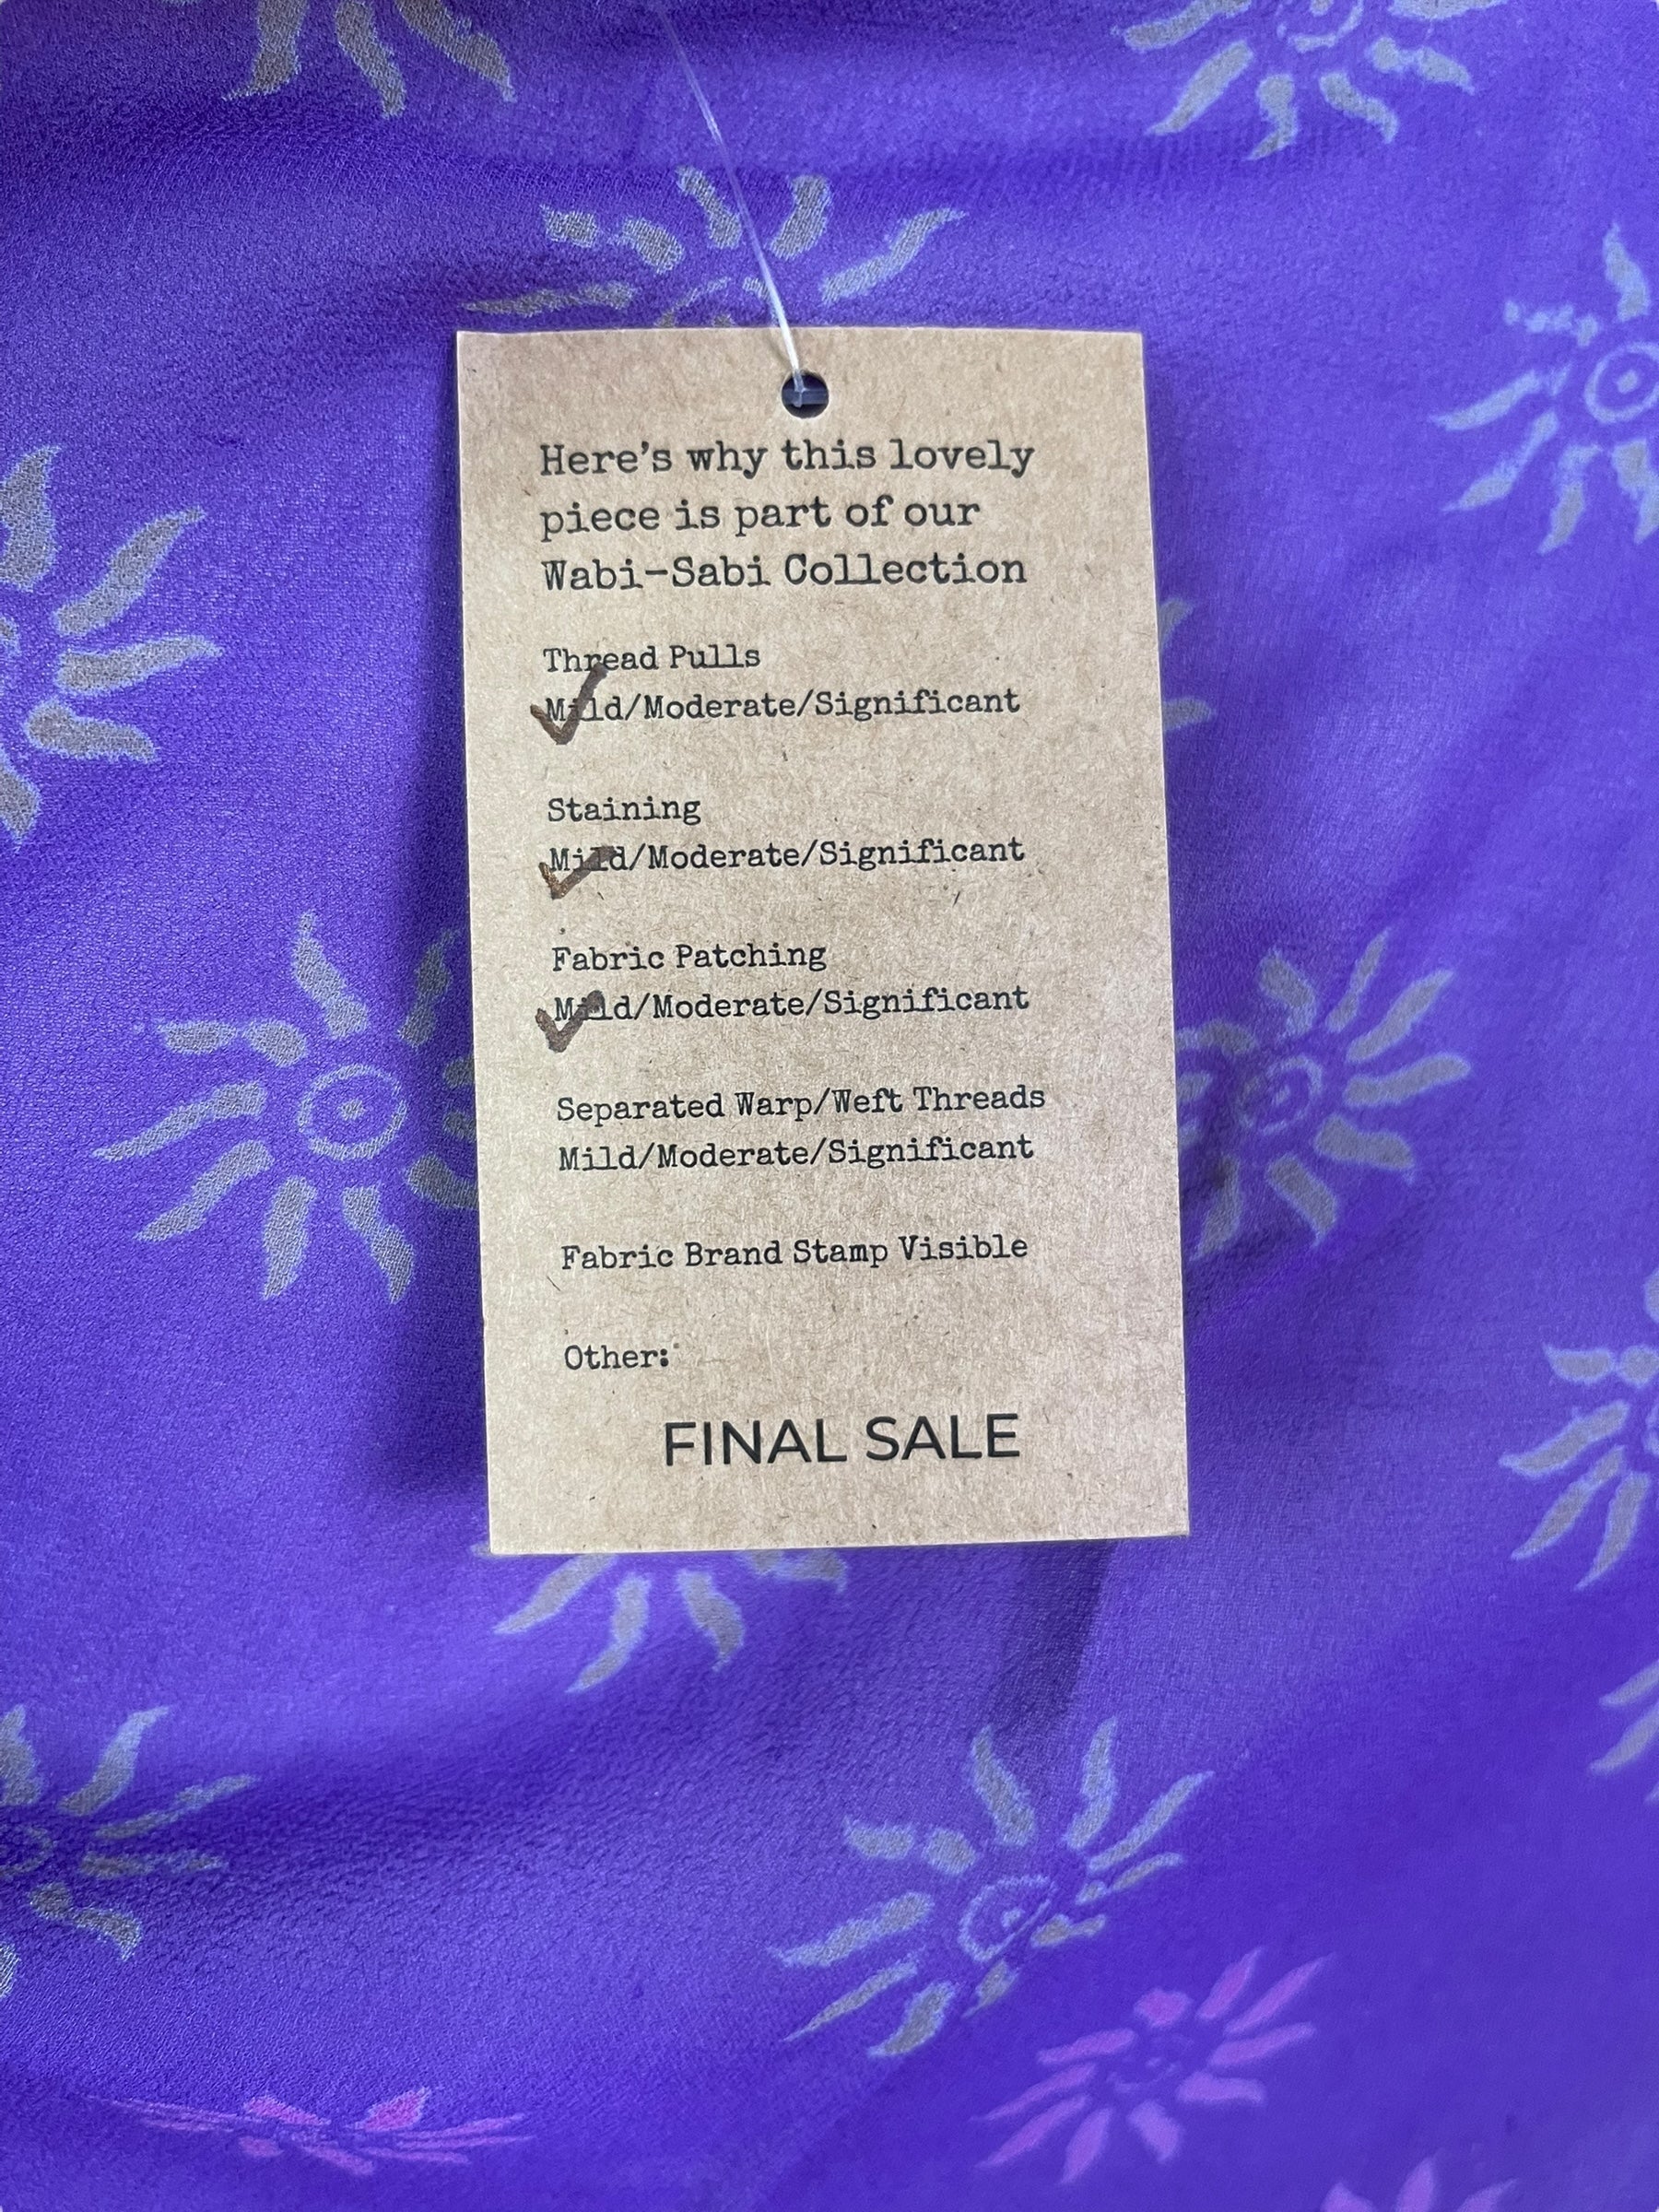 Here's why this lovely
piece is part of our
Wabi-Sabi Collection
Thread Pulls
Mild/Moderate/Significant
Staining
Mild/Moderate/Significant
Fabric Patching
Mild/Moderate/Significant
Separated Warp/Weft Threads
Mild/Moderate/Significant
Fabric Brand Stamp Visible
Other:
FINAL SALE